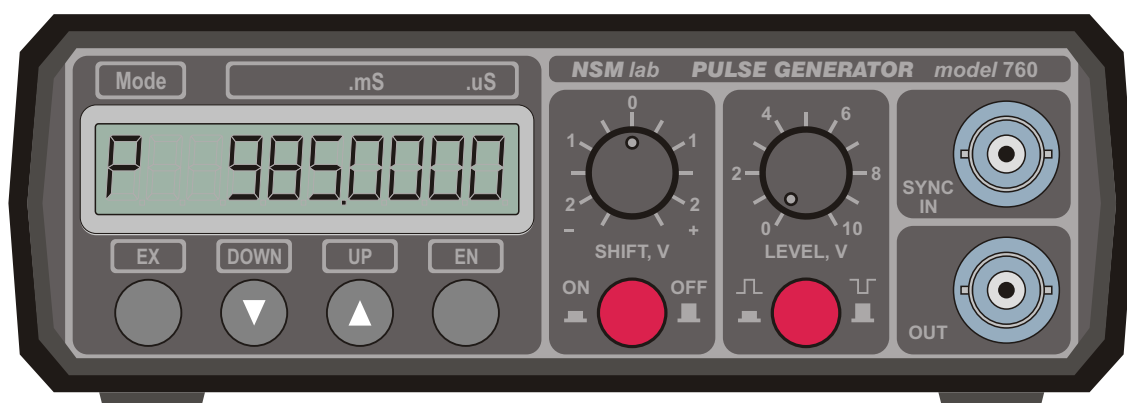 Mode
.mS .uS
NSM lab PULSE GENERATOR model 760
P 985.0000
EX DOWN UP EN
0
1 1
2 2
– +
SHIFT, V
ON OFF
4 6
2 8
0 10
LEVEL, V
SYNC
IN
OUT